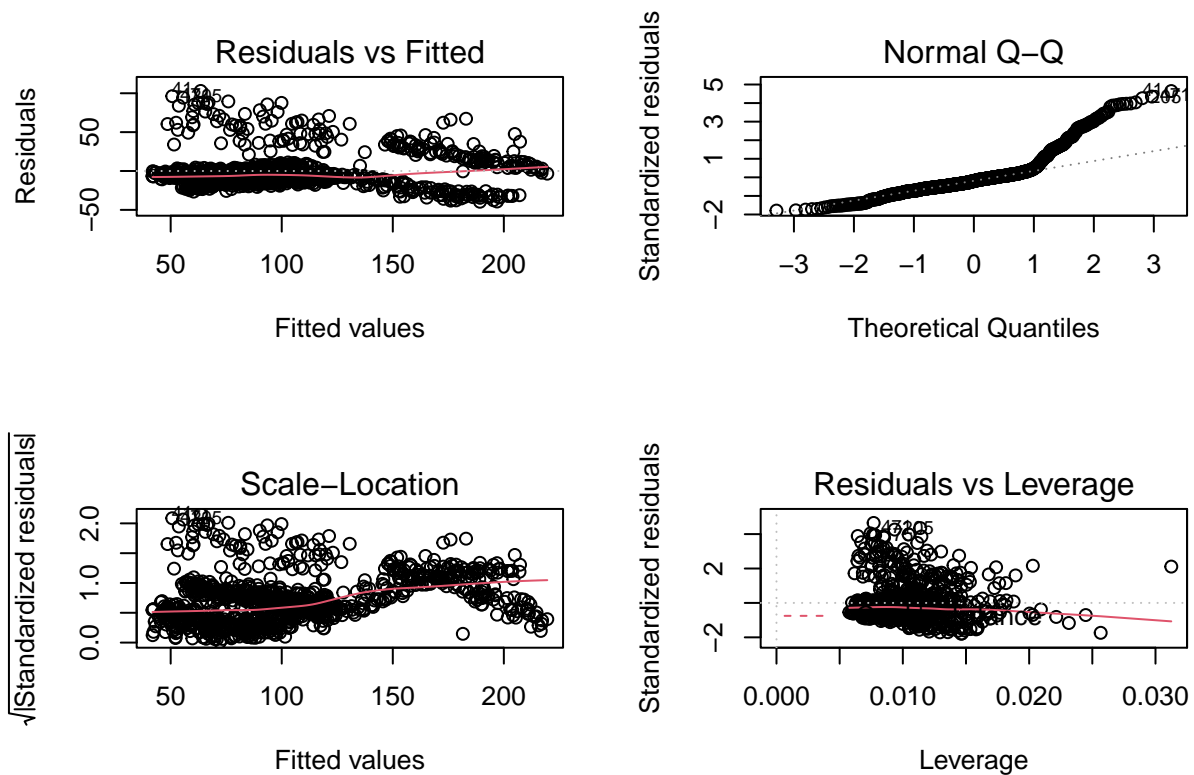 Residuals vs Fitted
Residuals
50
−50
50
100
150
200
Fitted values
Normal Q−Q
Standardized residuals
5
3
1
−2
−3
−2
−1
0
1
2
3
Theoretical Quantiles
Scale−Location
√|Standardized residuals|
2.0
1.0
0.0
50
100
150
200
Fitted values
Residuals vs Leverage
Standardized residuals
2
−2
0.000
0.010
0.020
0.030
Leverage